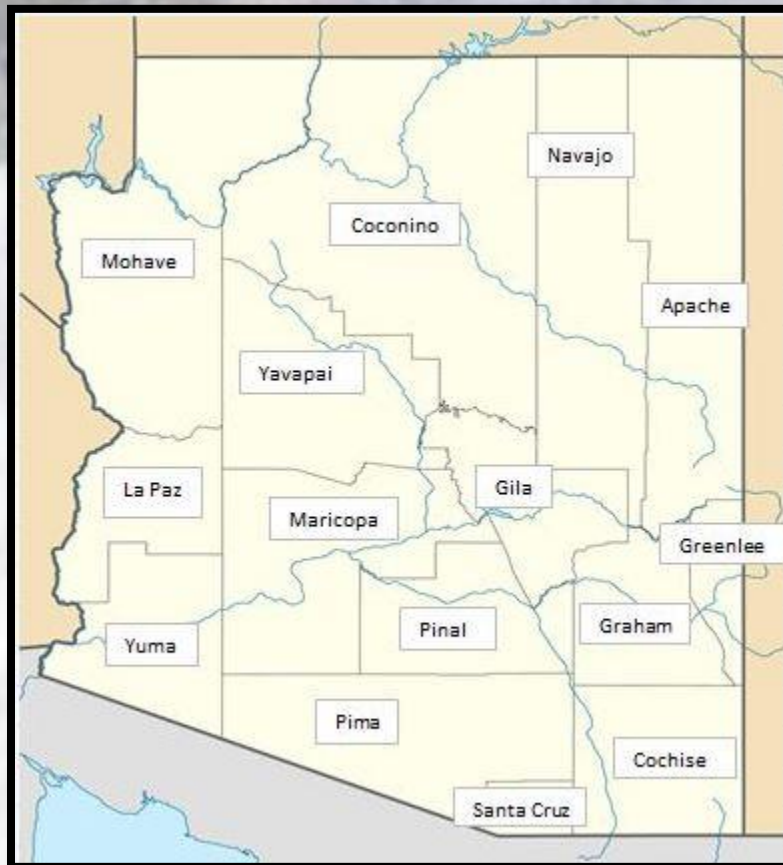 Navajo
Coconino
Mohave
Apache
Yavapai
La Paz
Gila
Maricopa
Greenlee
Pinal
Graham
Yuma
Pima
Cochise
Santa Cruz